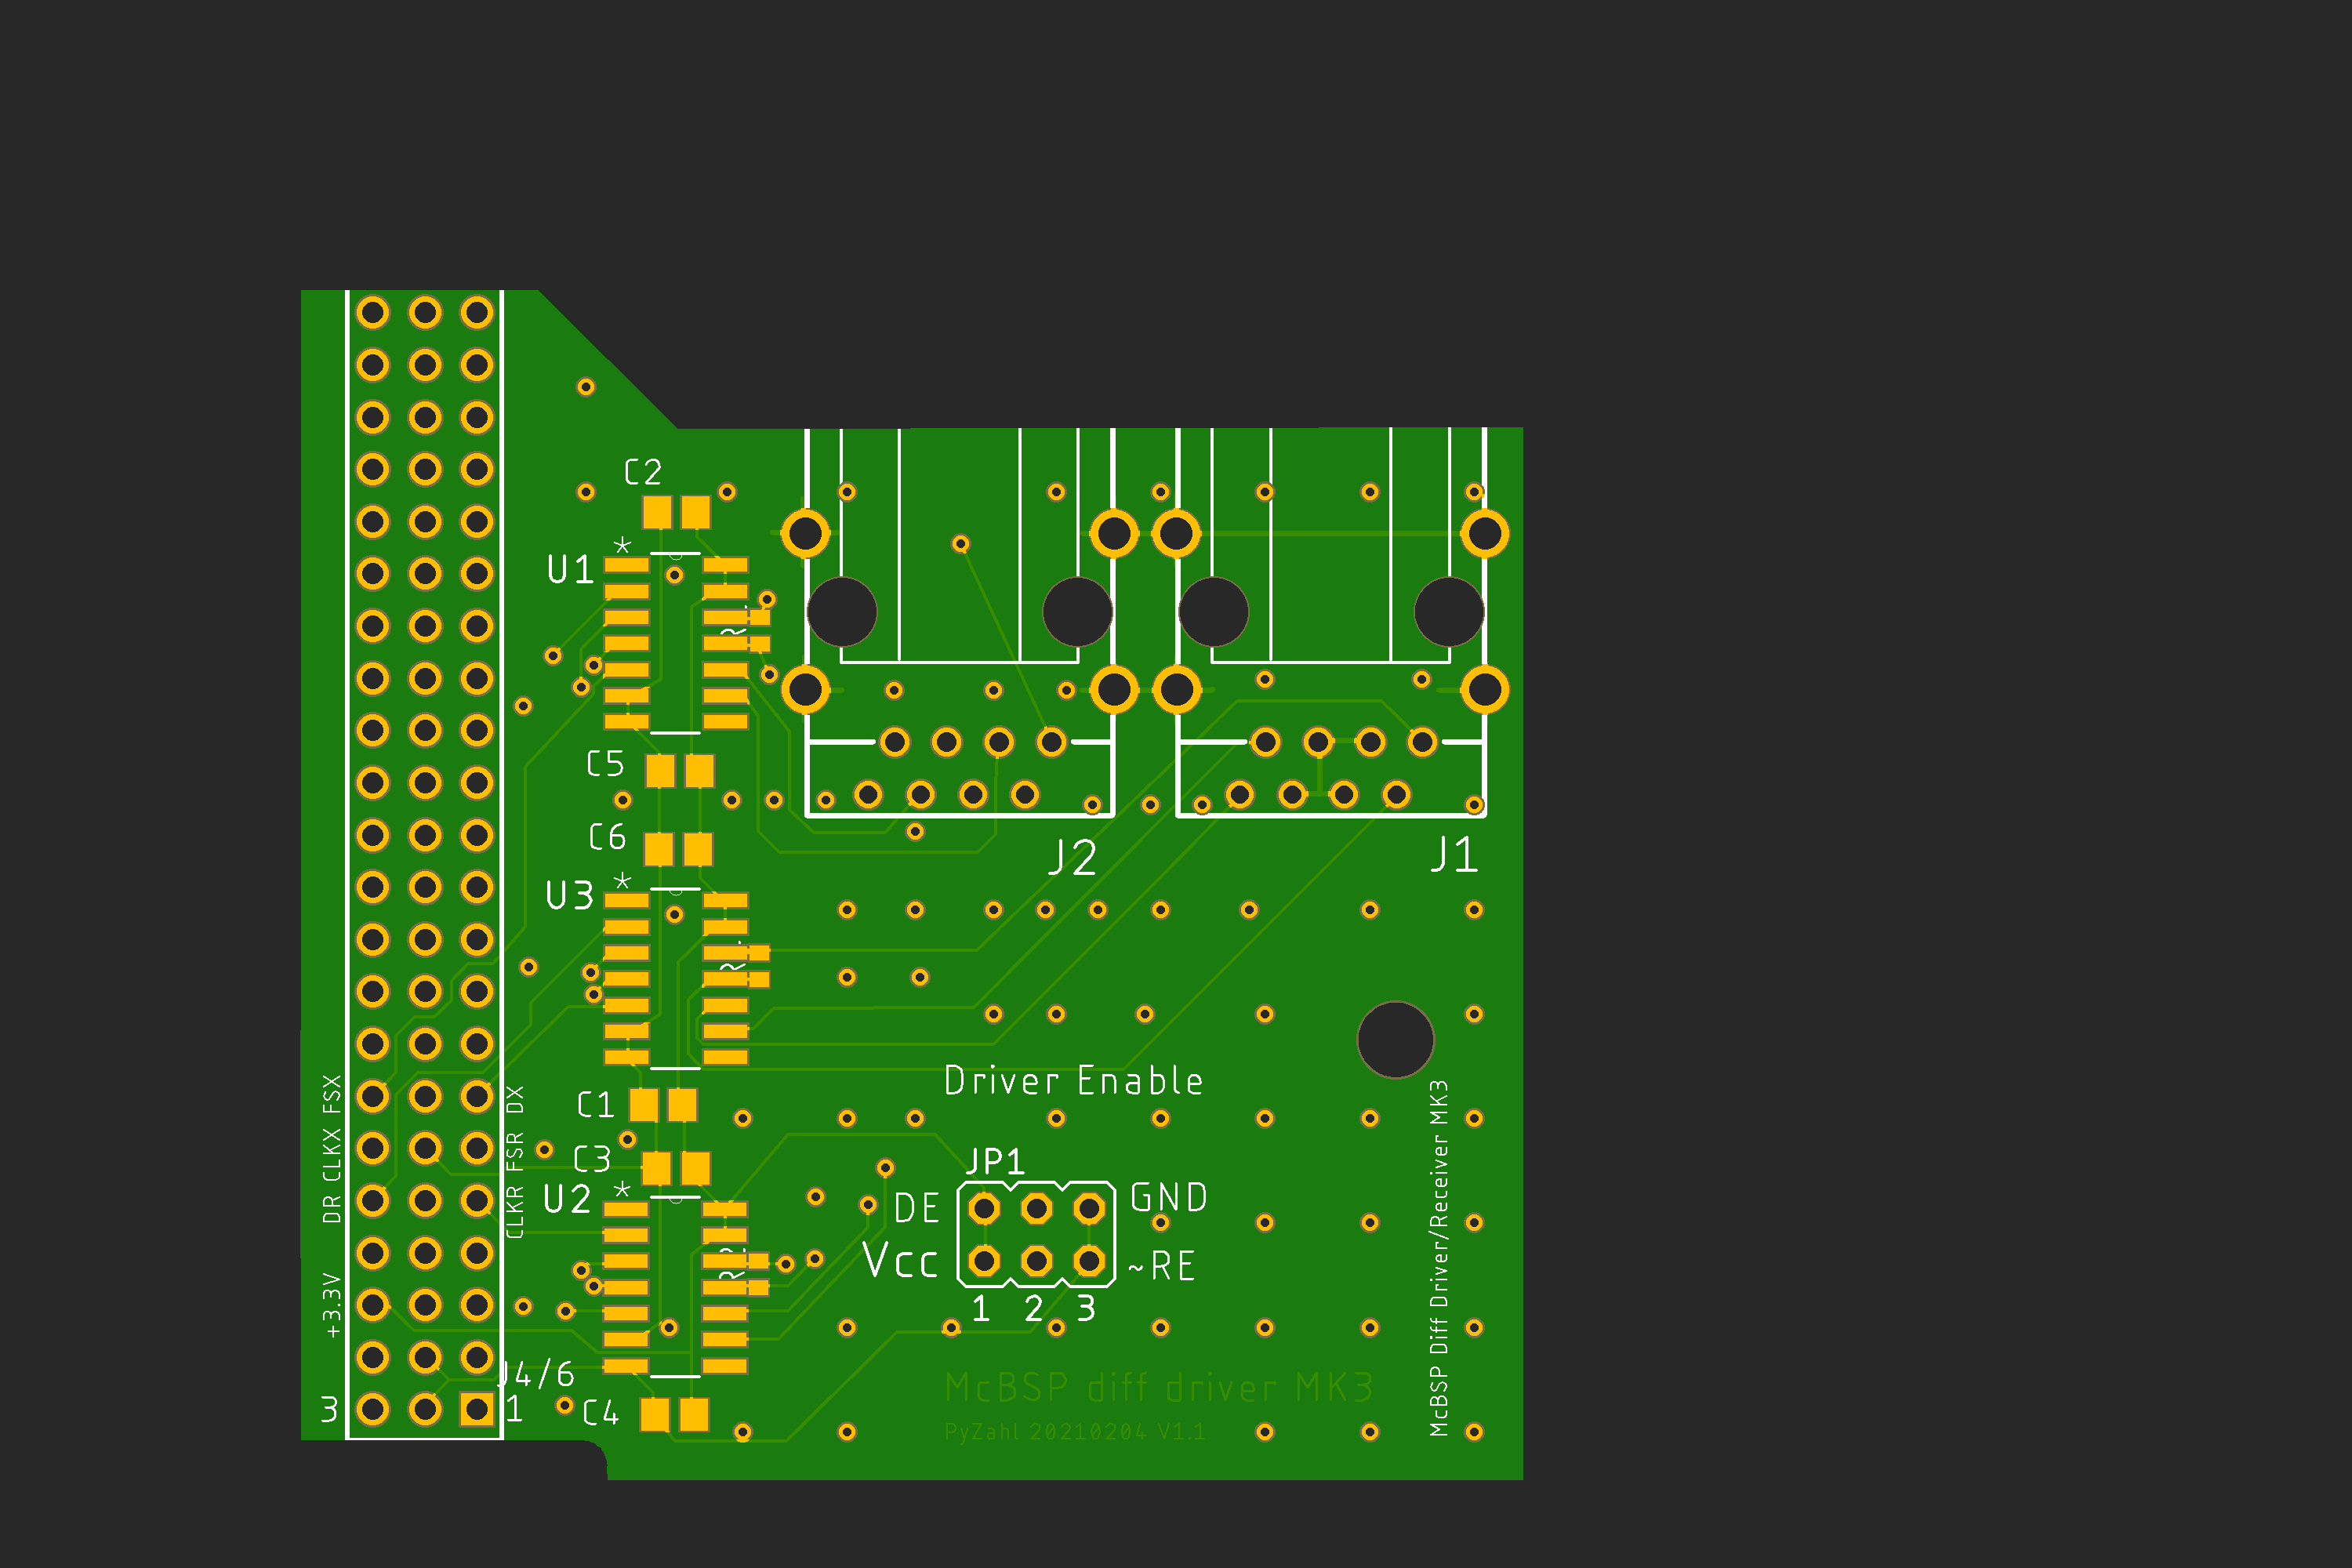 C2
U1
C5
C6
J2
J1
U3
Driver Enable
C1
C3
JP1
U2
DE
GND
Vcc
~RE
1 2 3
DR CLKX FSX
CLKR FSR DX
+3.3V
J4/6
3
1
C4
McBSP diff driver MK3
PyZahl 20210204 V1.1
McBSP Diff Driver/Receiver MK3